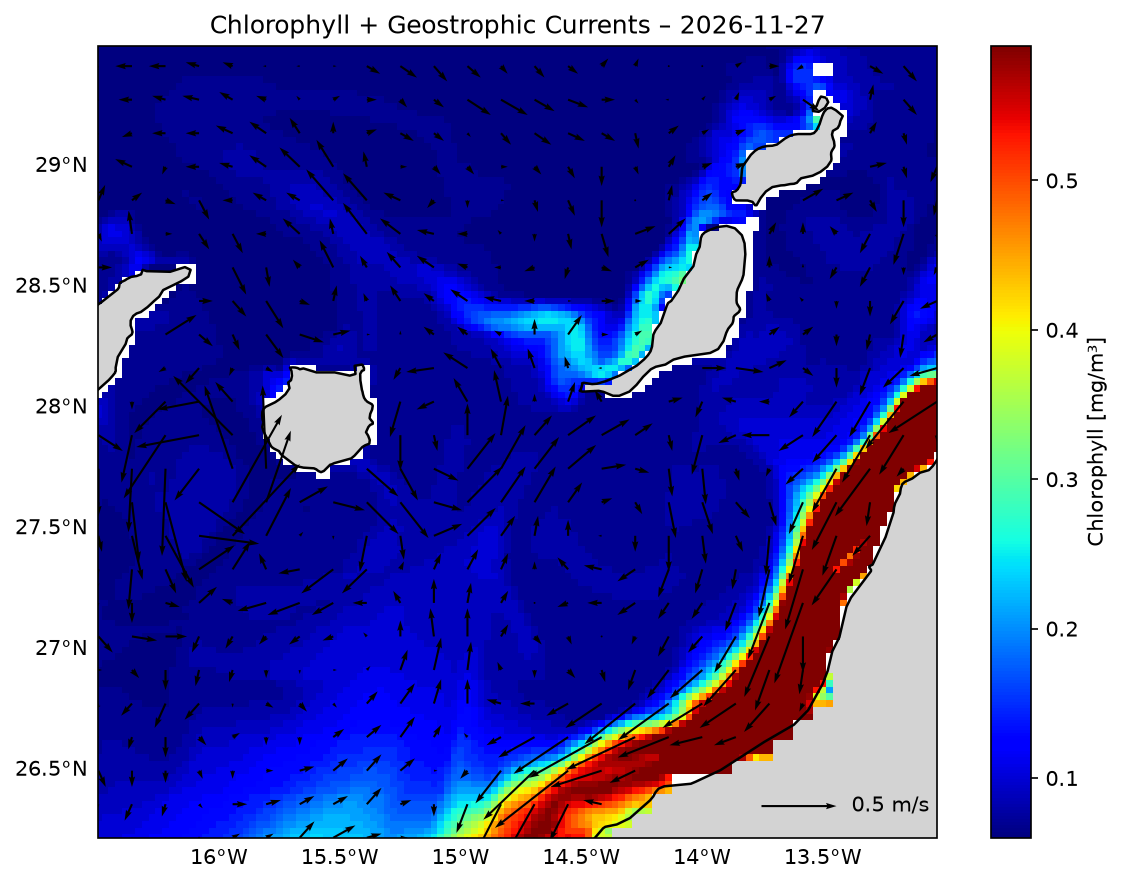 Chlorophyll + Geostrophic Currents – 2026-11-27
29°N
28.5°N
28°N
27.5°N
27°N
26.5°N
16°W
15.5°W
15°W
14.5°W
14°W
13.5°W
0.5 m/s
0.5
0.4
0.3
0.2
0.1
Chlorophyll [mg/m³]